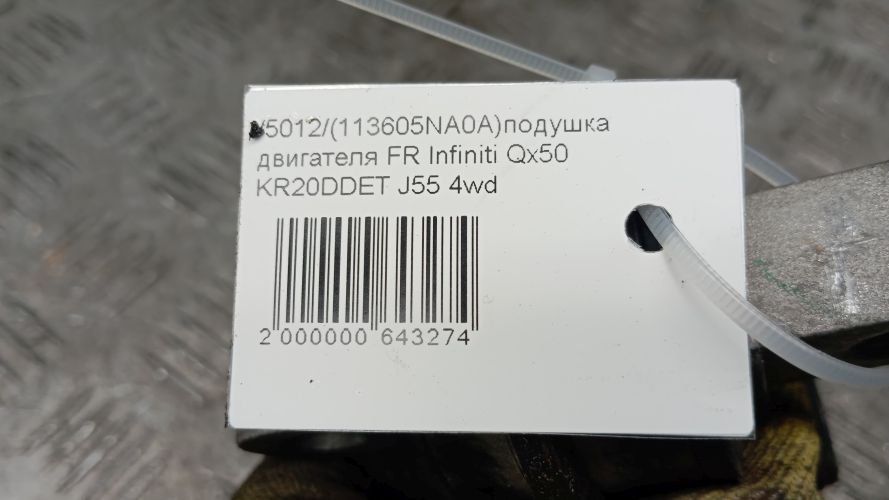 5012/(113605NA0A)подушка
двигателя FR Infiniti Qx50
KR20DDET J55 4wd
2 000000 643274